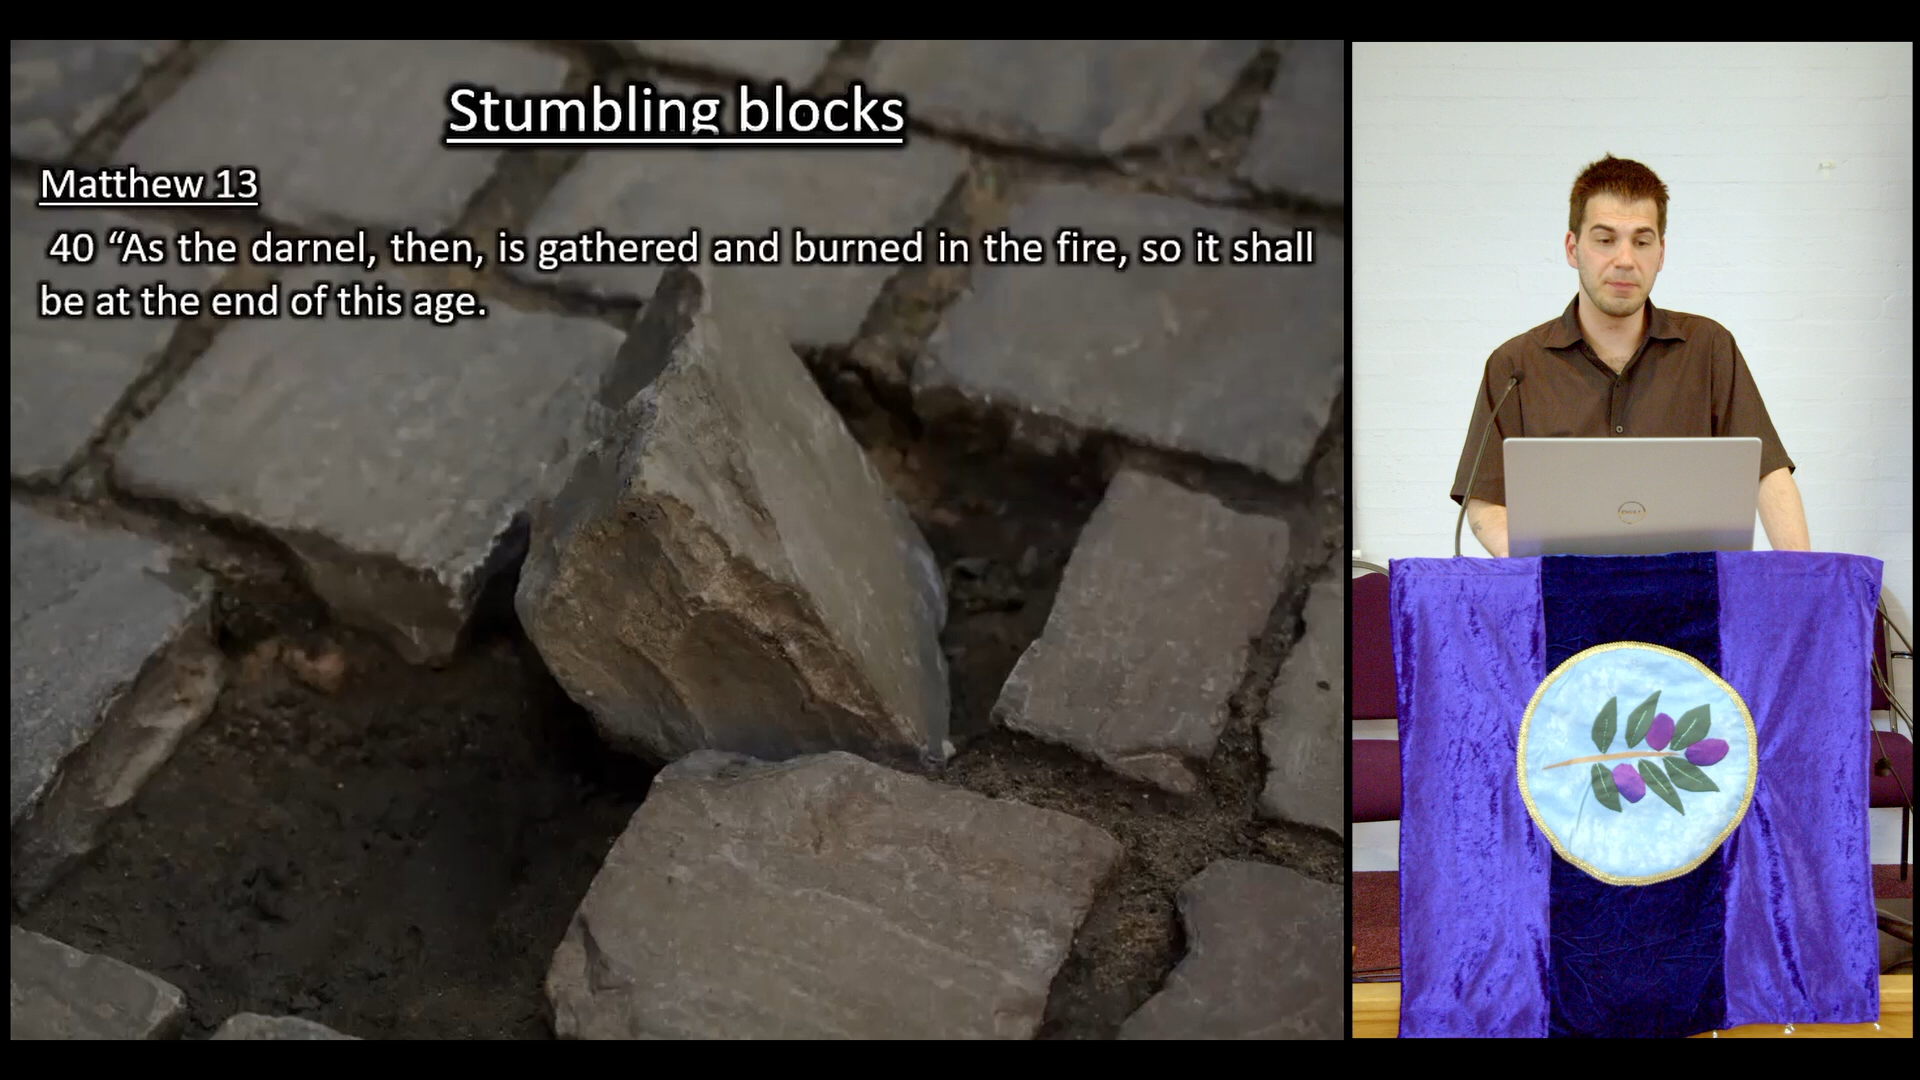 Stumbling blocks
Matthew 13
40 “As the darnel, then, is gathered and burned in the fire, so it shall
be at the end of this age.
DELL